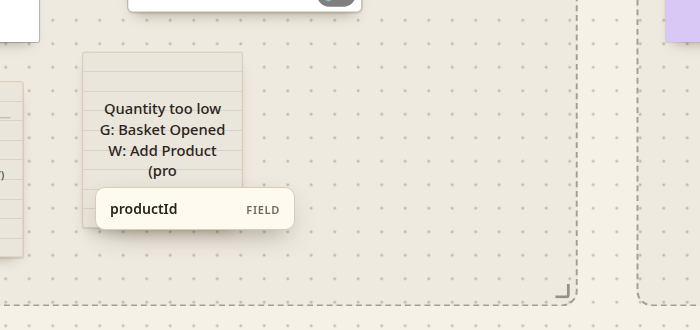 Quantity too low
G: Basket Opened
W: Add Product
(pro
productId FIELD
)